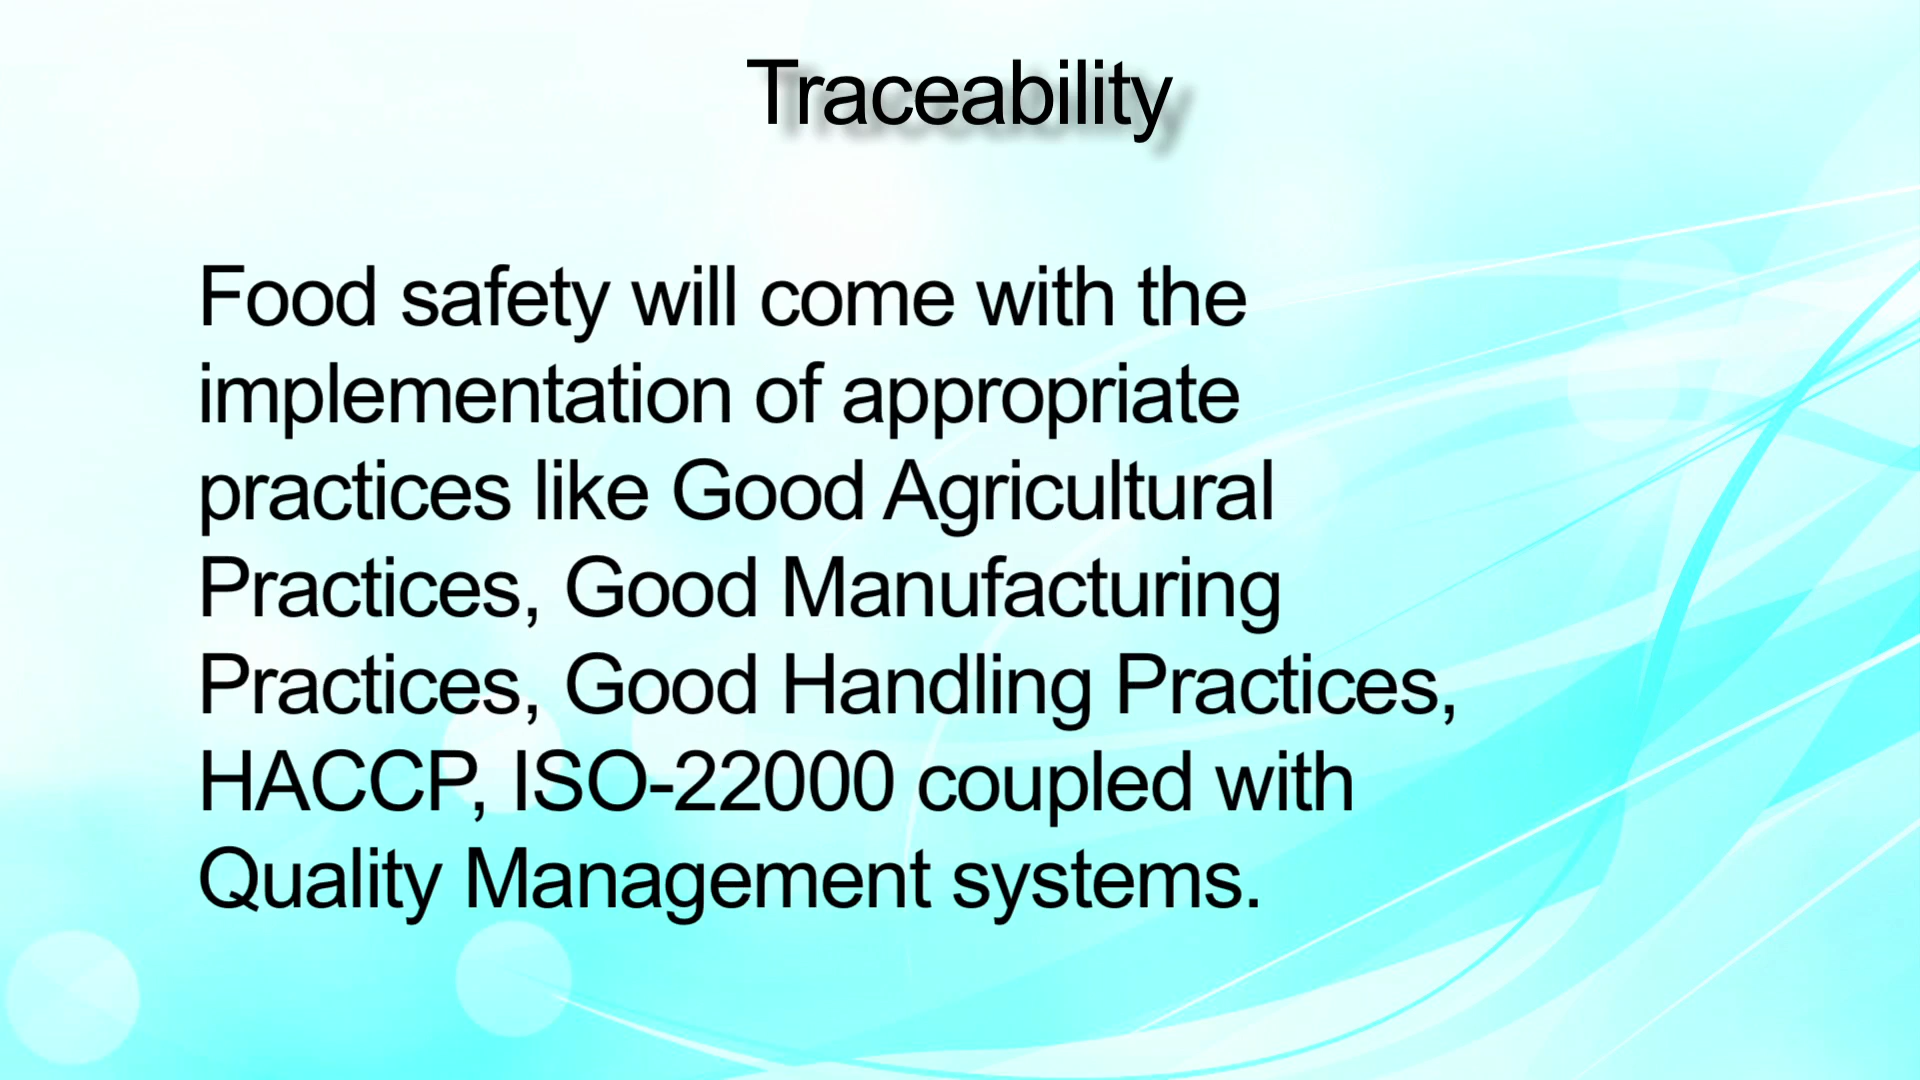 Traceability
Food safety will come with the
implementation of appropriate
practices like Good Agricultural
Practices, Good Manufacturing
Practices, Good Handling Practices,
HACCP, ISO-22000 coupled with
Quality Management systems.